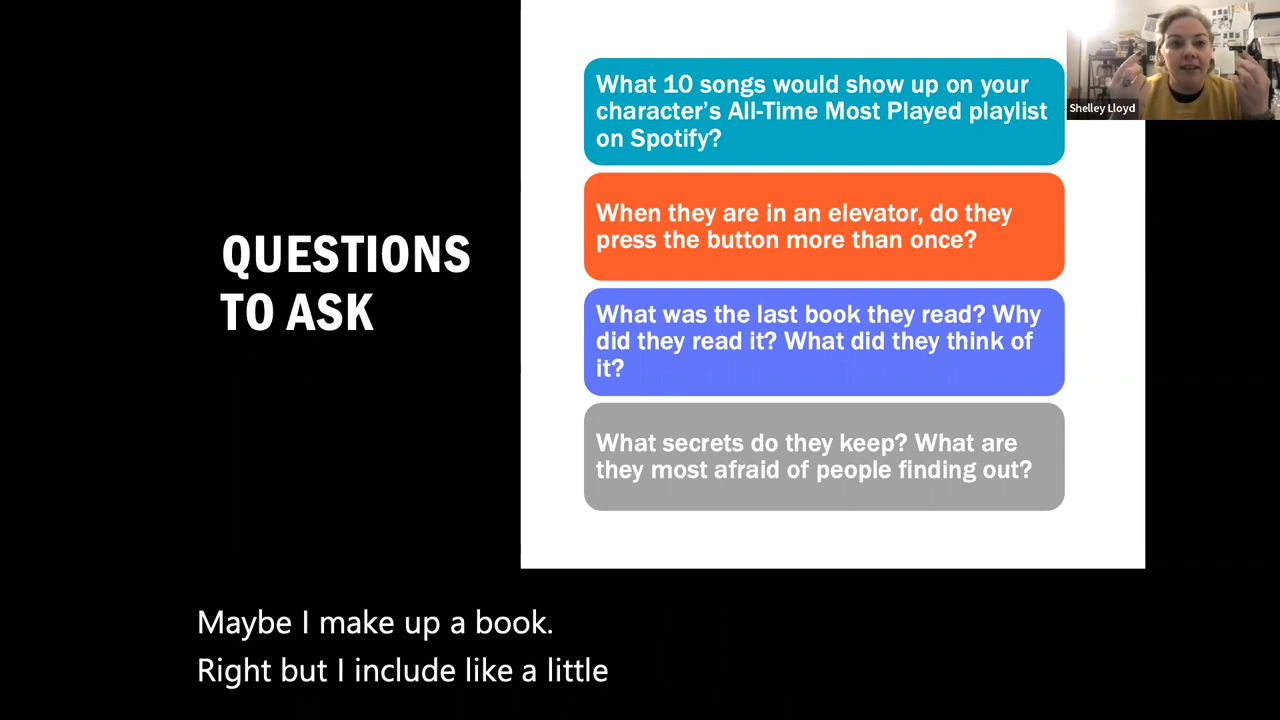 What 10 songs would show up on your
character's All-Time Most Played playlist
on Spotify?
Shelley Lloyd
When they are in an elevator, do they
press the button more than once?
QUESTIONS
TO ASK
What was the last book they read? Why
did they read it? What did they think of
it?
What secrets do they keep? What are
they most afraid of people finding out?
Maybe I make up a book.
Right but I include like a little